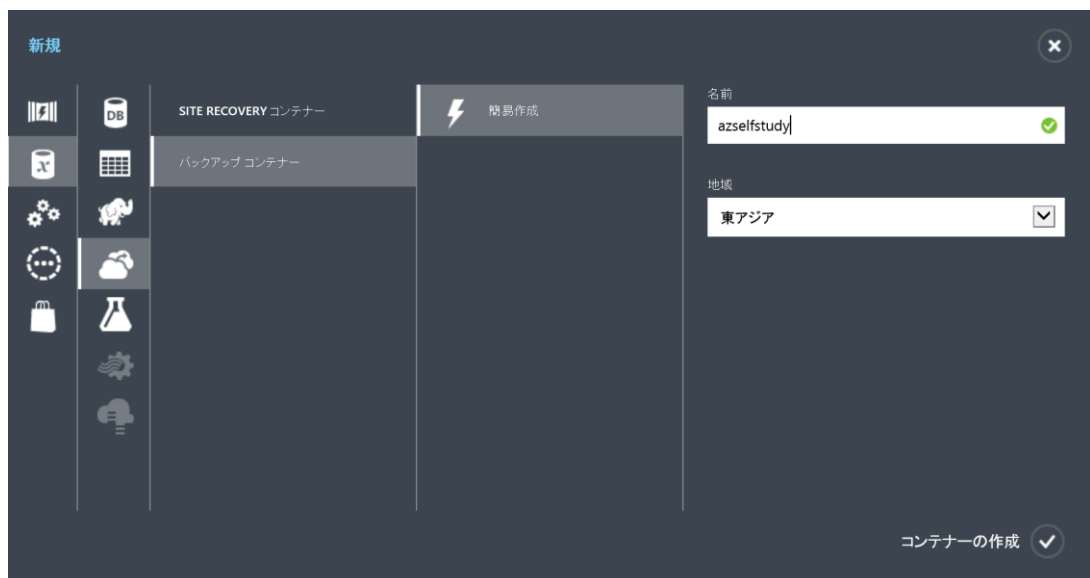 新規
DB
x
SITE RECOVERY コンテナー
バックアップ コンテナー
簡易作成
名前
azselfstudy
地域
東アジア
コンテナーの作成